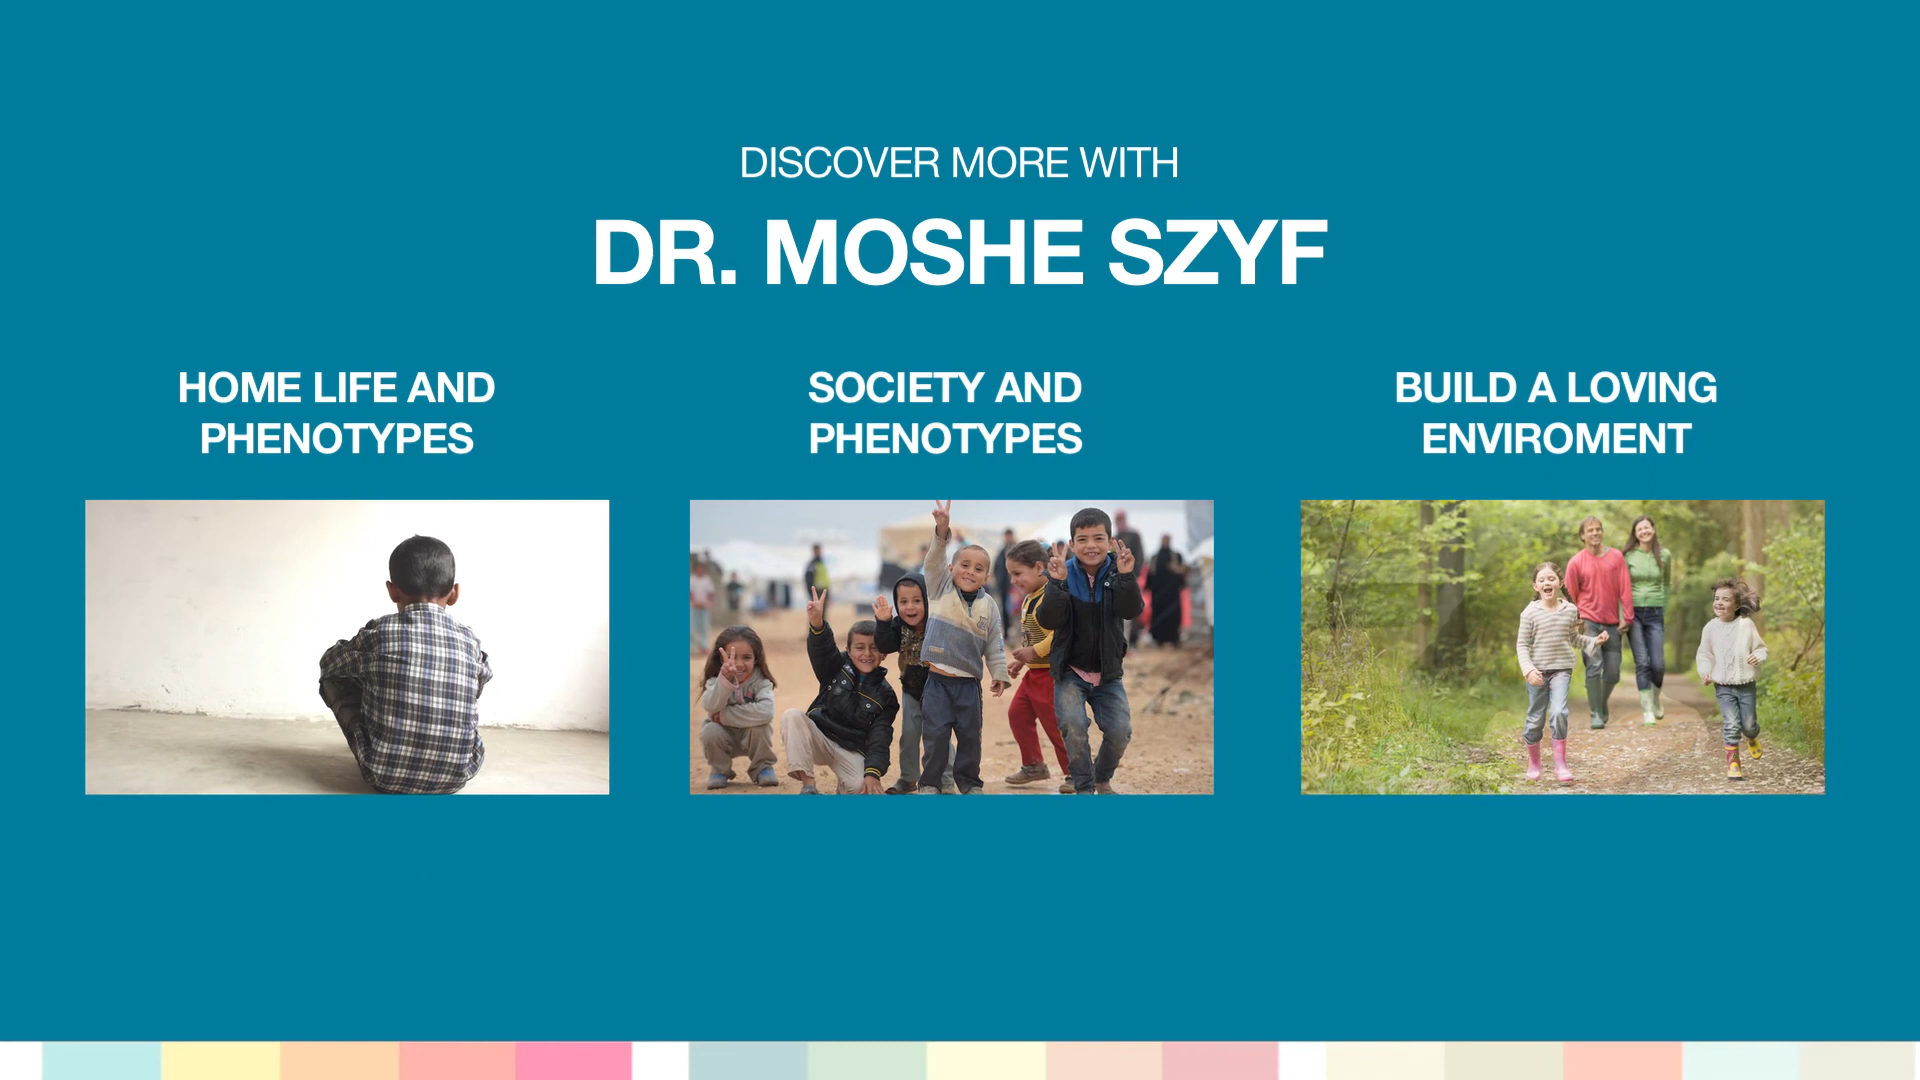 DISCOVER MORE WITH
DR. MOSHE SZYF
HOME LIFE AND
PHENOTYPES
SOCIETY AND
PHENOTYPES
BUILD A LOVING
ENVIROMENT